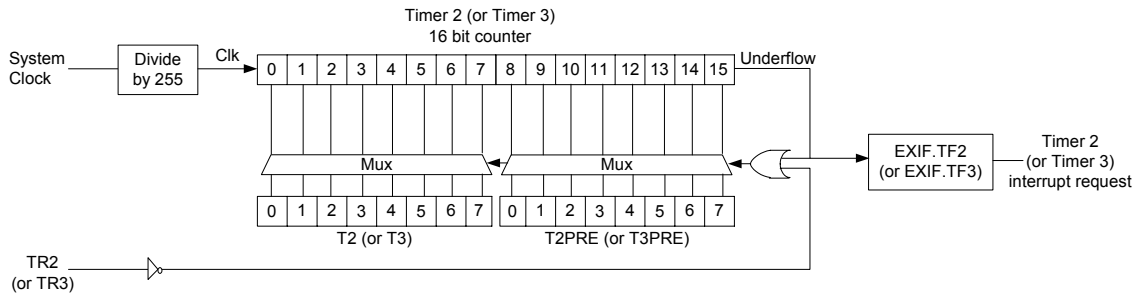 Timer 2 (or Timer 3)
16 bit counter
System
Clock
Divide
by 255
Clk
0 1 2 3 4 5 6 7 8 9 10 11 12 13 14 15
Underflow
Mux
Mux
EXIF.TF2
(or EXIF.TF3)
Timer 2
(or Timer 3)
interrupt request
0 1 2 3 4 5 6 7
0 1 2 3 4 5 6 7
T2 (or T3)
T2PRE (or T3PRE)
TR2
(or TR3)